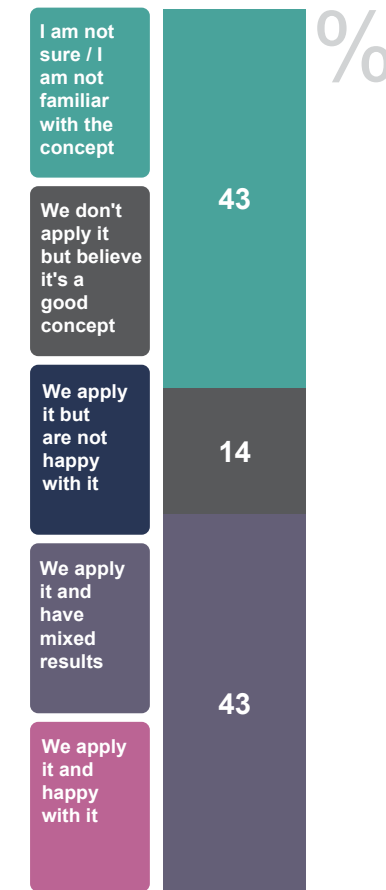 I am not
sure / I
am not
familiar
with the
concept
We don't
apply it
but believe
it's a
good
concept
We apply
it but
are not
happy
with it
We apply
it and
have
mixed
results
We apply
it and
happy
with it
43
14
43
%